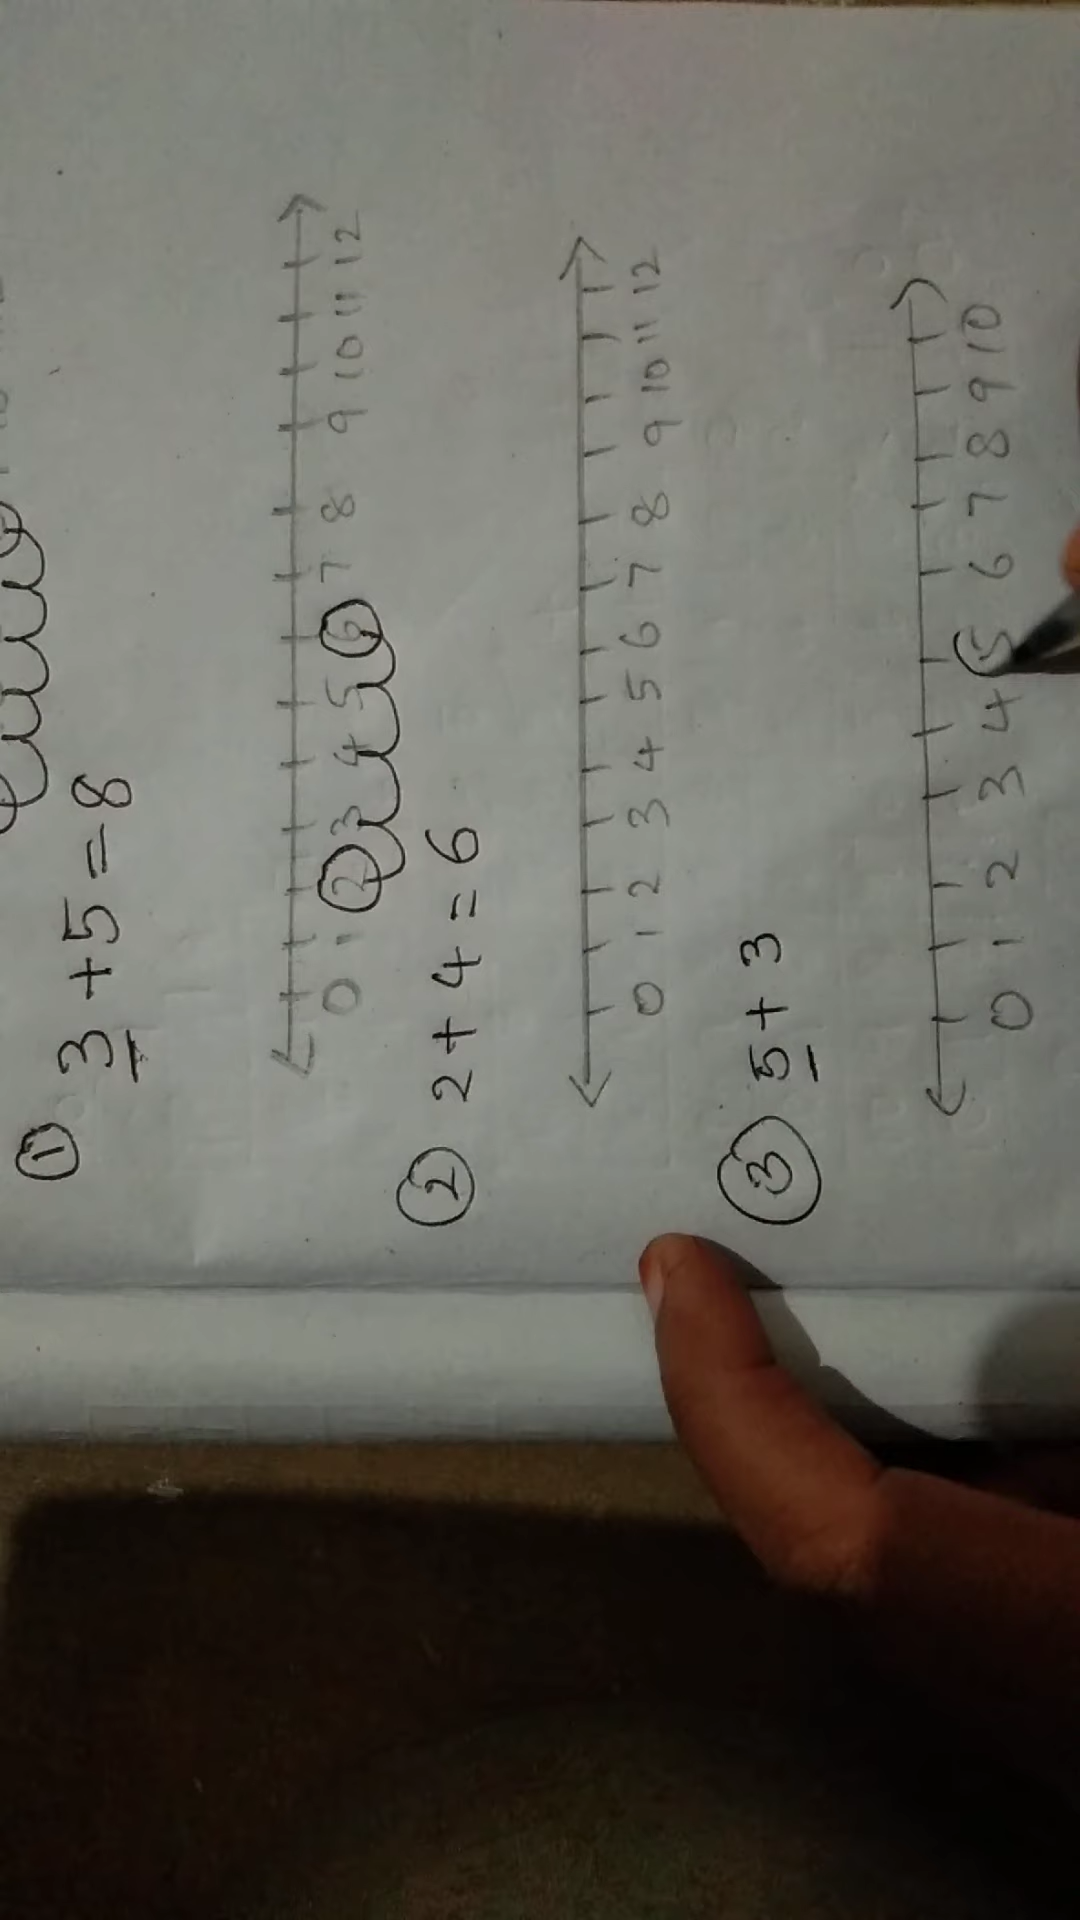 ① 3 + 5 = 8
0 1 2 3 4 5 6 7 8 9 10 11 12
② 2 + 4 = 6
0 1 2 3 4 5 6 7 8 9 10 11 12
③ 5 + 3
0 1 2 3 4 5 6 7 8 9 10